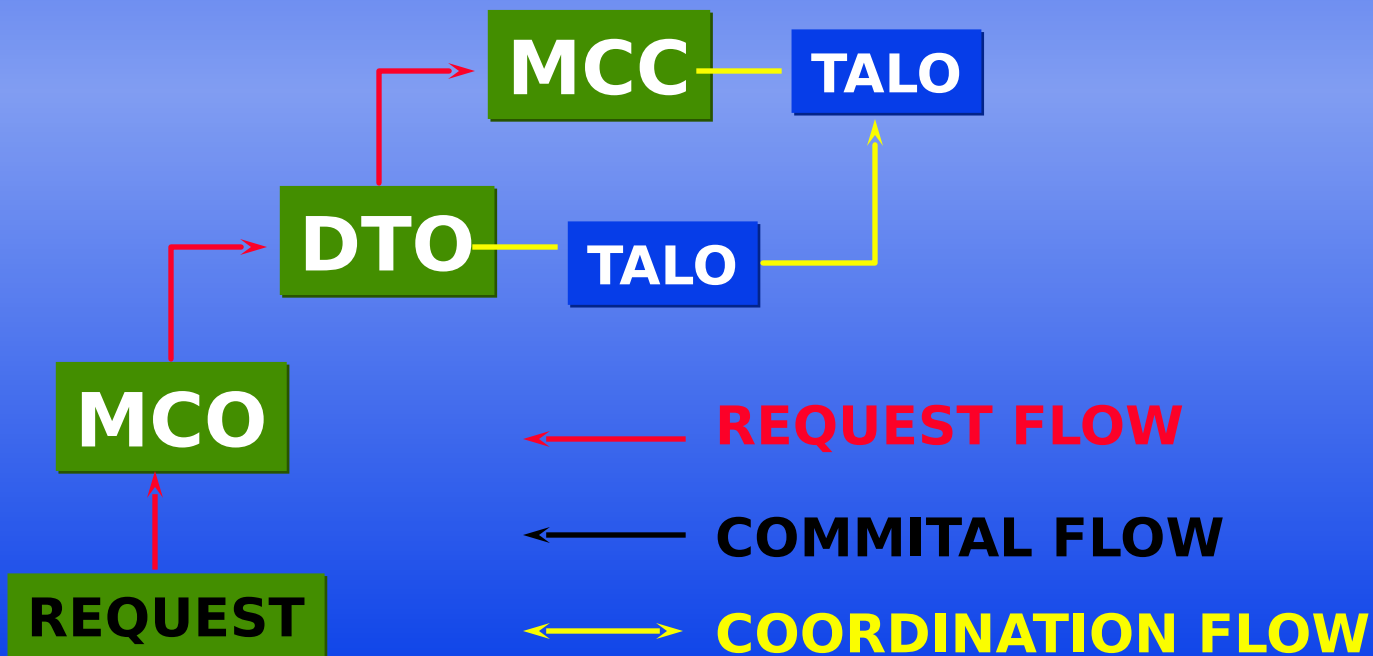 MCC
TALO
DTO
TALO
MCO
REQUEST FLOW
COMMITAL FLOW
REQUEST
COORDINATION FLOW